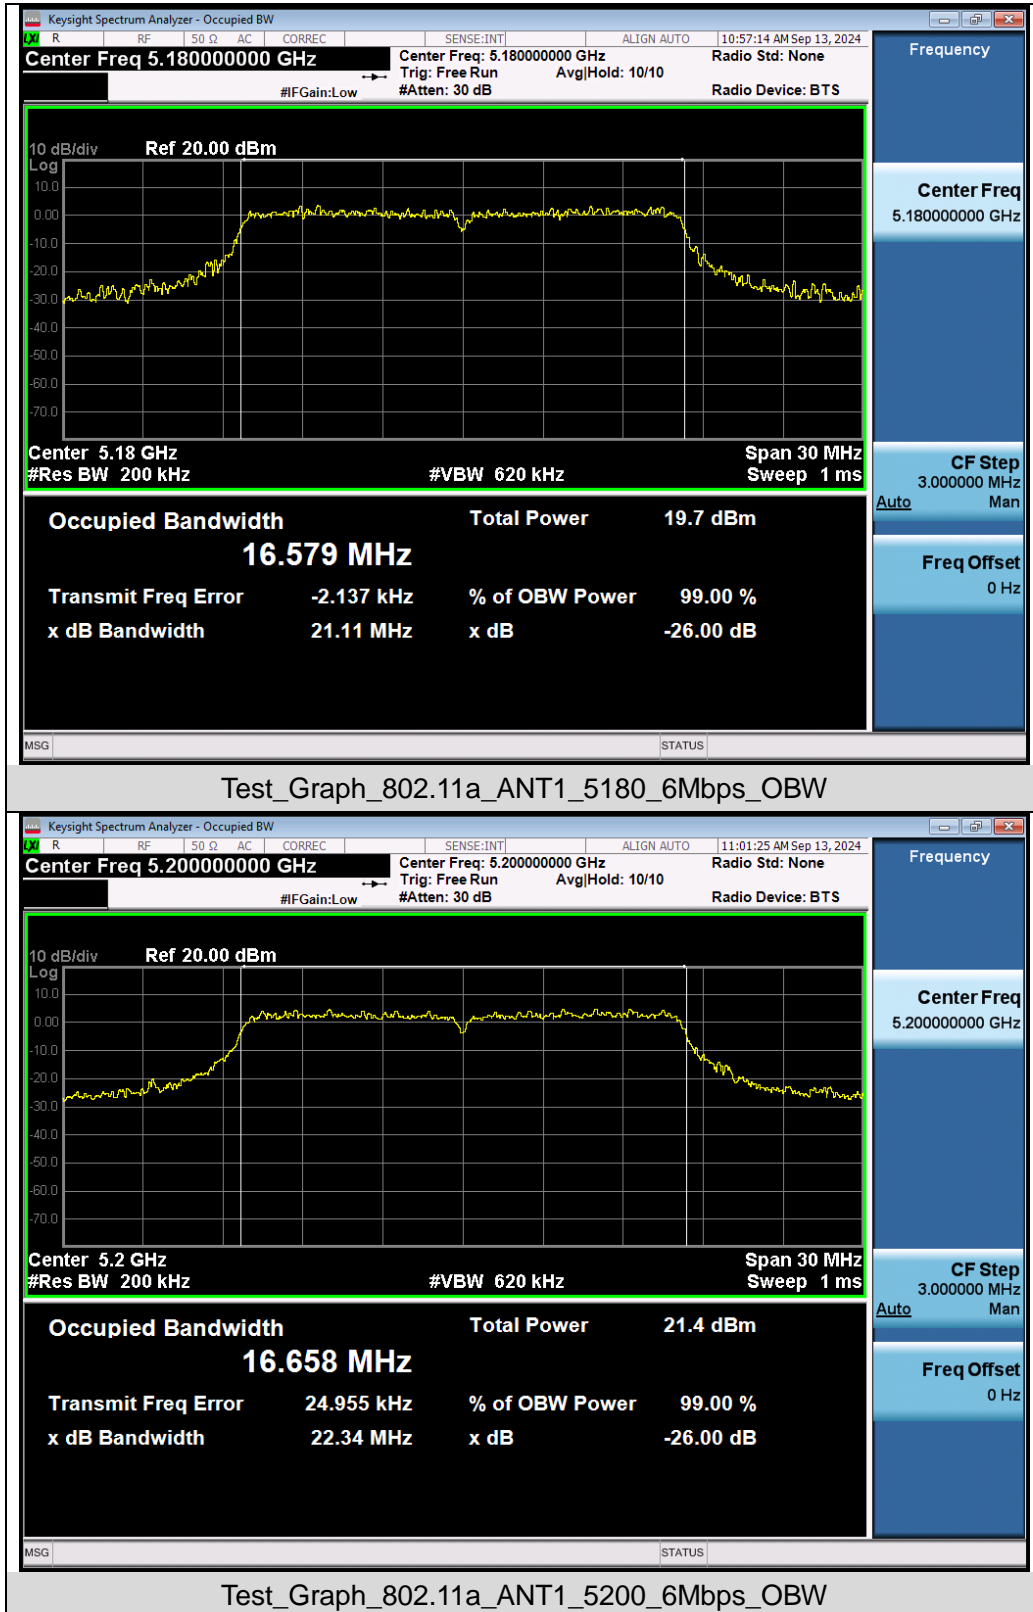 Keysight Spectrum Analyzer - Occupied BW
LXI R RF 50 Ω AC CORREC SENSE:INT ALIGN AUTO 10:57:14 AM Sep 13, 2024
Center Freq 5.180000000 GHz
Center Freq: 5.180000000 GHz
Radio Std: None
Trig: Free Run Avg|Hold: 10/10
#IFGain:Low
#Atten: 30 dB
Radio Device: BTS
Frequency
10 dB/div Ref 20.00 dBm
Log
10.0
0.00
-10.0
-20.0
-30.0
-40.0
-50.0
-60.0
-70.0
Center Freq
5.180000000 GHz
Center 5.18 GHz Span 30 MHz
#Res BW 200 kHz #VBW 620 kHz Sweep 1 ms
CF Step
3.000000 MHz
Auto Man
Occupied Bandwidth Total Power 19.7 dBm
16.579 MHz
Transmit Freq Error -2.137 kHz % of OBW Power 99.00 %
x dB Bandwidth 21.11 MHz x dB -26.00 dB
Freq Offset
0 Hz
MSG STATUS
Test_Graph_802.11a_ANT1_5180_6Mbps_OBW
Keysight Spectrum Analyzer - Occupied BW
LXI R RF 50 Ω AC CORREC SENSE:INT ALIGN AUTO 11:01:25 AM Sep 13, 2024
Center Freq 5.200000000 GHz
Center Freq: 5.200000000 GHz
Radio Std: None
Trig: Free Run Avg|Hold: 10/10
#IFGain:Low
#Atten: 30 dB
Radio Device: BTS
Frequency
10 dB/div Ref 20.00 dBm
Log
10.0
0.00
-10.0
-20.0
-30.0
-40.0
-50.0
-60.0
-70.0
Center Freq
5.200000000 GHz
Center 5.2 GHz Span 30 MHz
#Res BW 200 kHz #VBW 620 kHz Sweep 1 ms
CF Step
3.000000 MHz
Auto Man
Occupied Bandwidth Total Power 21.4 dBm
16.658 MHz
Transmit Freq Error 24.955 kHz % of OBW Power 99.00 %
x dB Bandwidth 22.34 MHz x dB -26.00 dB
Freq Offset
0 Hz
MSG STATUS
Test_Graph_802.11a_ANT1_5200_6Mbps_OBW